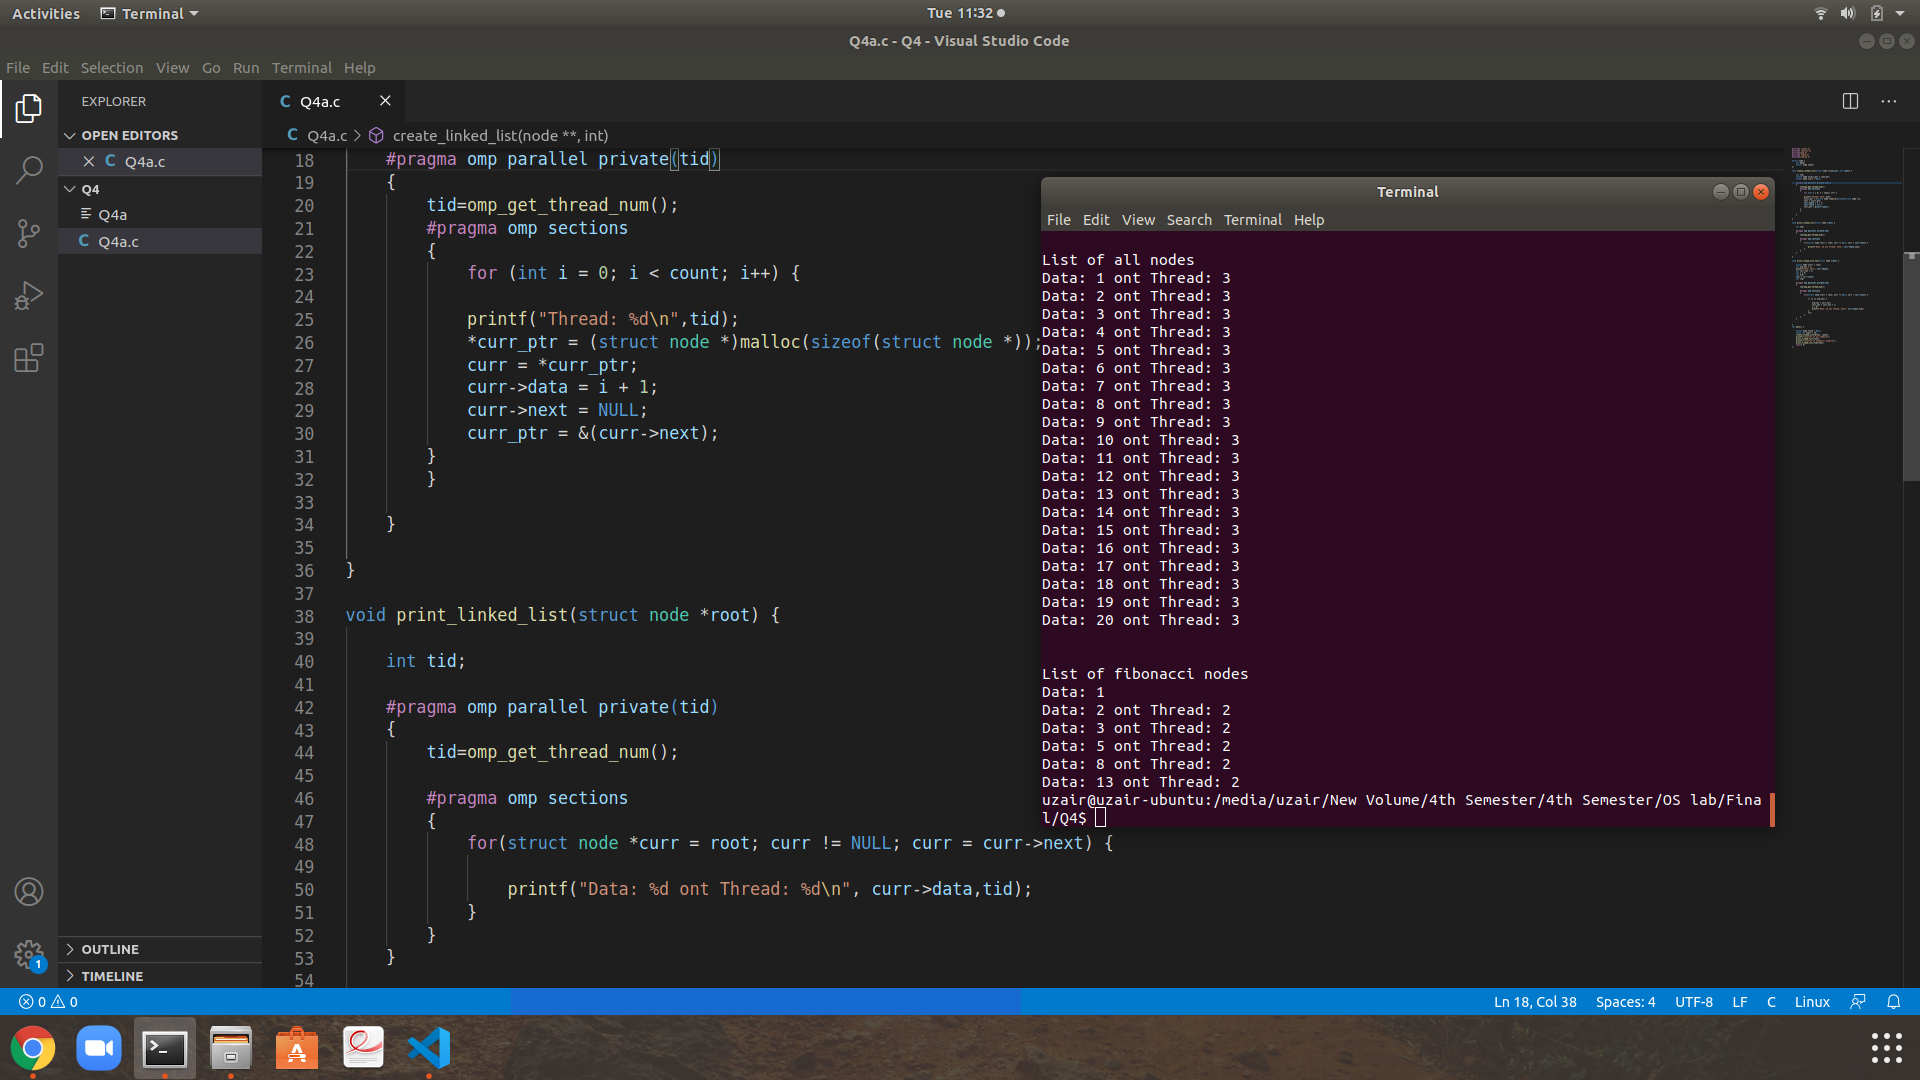 Activities
Terminal
Tue 11:32
Q4a.c - Q4 - Visual Studio Code
File Edit Selection View Go Run Terminal Help
EXPLORER
OPEN EDITORS
C Q4a.c
Q4
Q4a
C Q4a.c
OUTLINE
TIMELINE
1
C Q4a.c
C Q4a.c > create_linked_list(node **, int)
18 #pragma omp parallel private(tid)
19 {
20 tid=omp_get_thread_num();
21 #pragma omp sections
22 {
23 for (int i = 0; i < count; i++) {
24
25 printf("Thread: %d\n",tid);
26 *curr_ptr = (struct node *)malloc(sizeof(struct node *));
27 curr = *curr_ptr;
28 curr->data = i + 1;
29 curr->next = NULL;
30 curr_ptr = &(curr->next);
31 }
32 }
33
34 }
35
36 }
37
38 void print_linked_list(struct node *root) {
39
40 int tid;
41
42 #pragma omp parallel private(tid)
43 {
44 tid=omp_get_thread_num();
45
46 #pragma omp sections
47 {
48 for(struct node *curr = root; curr != NULL; curr = curr->next) {
49
50 printf("Data: %d ont Thread: %d\n", curr->data,tid);
51 }
52 }
53 }
54
Terminal
File Edit View Search Terminal Help
List of all nodes
Data: 1 ont Thread: 3
Data: 2 ont Thread: 3
Data: 3 ont Thread: 3
Data: 4 ont Thread: 3
Data: 5 ont Thread: 3
Data: 6 ont Thread: 3
Data: 7 ont Thread: 3
Data: 8 ont Thread: 3
Data: 9 ont Thread: 3
Data: 10 ont Thread: 3
Data: 11 ont Thread: 3
Data: 12 ont Thread: 3
Data: 13 ont Thread: 3
Data: 14 ont Thread: 3
Data: 15 ont Thread: 3
Data: 16 ont Thread: 3
Data: 17 ont Thread: 3
Data: 18 ont Thread: 3
Data: 19 ont Thread: 3
Data: 20 ont Thread: 3
List of fibonacci nodes
Data: 1
Data: 2 ont Thread: 2
Data: 3 ont Thread: 2
Data: 5 ont Thread: 2
Data: 8 ont Thread: 2
Data: 13 ont Thread: 2
uzair@uzair-ubuntu:/media/uzair/New Volume/4th Semester/4th Semester/OS lab/Fina
l/Q4$
0 0
Ln 18, Col 38 Spaces: 4 UTF-8 LF C Linux